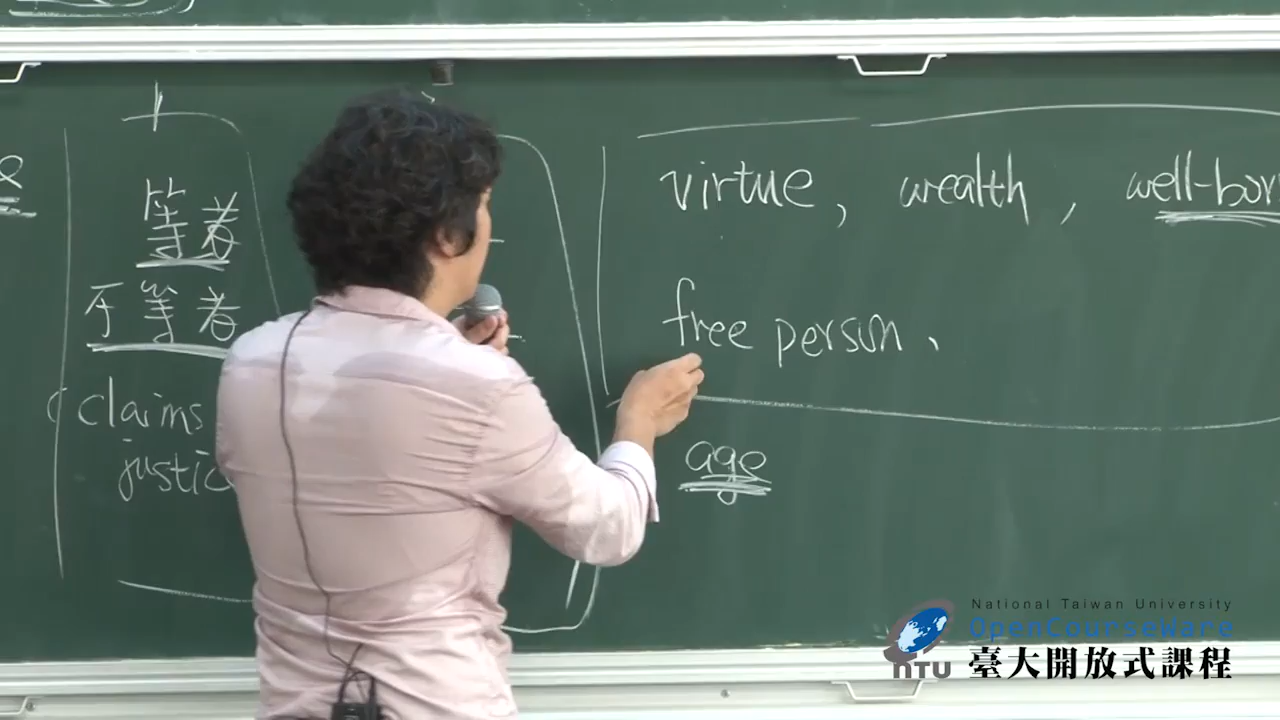 等者
不等者
claims
justic
virtue, wealth, well-bor
free person、
age
National Taiwan University
OpenCourseWare
NTU 臺大開放式課程